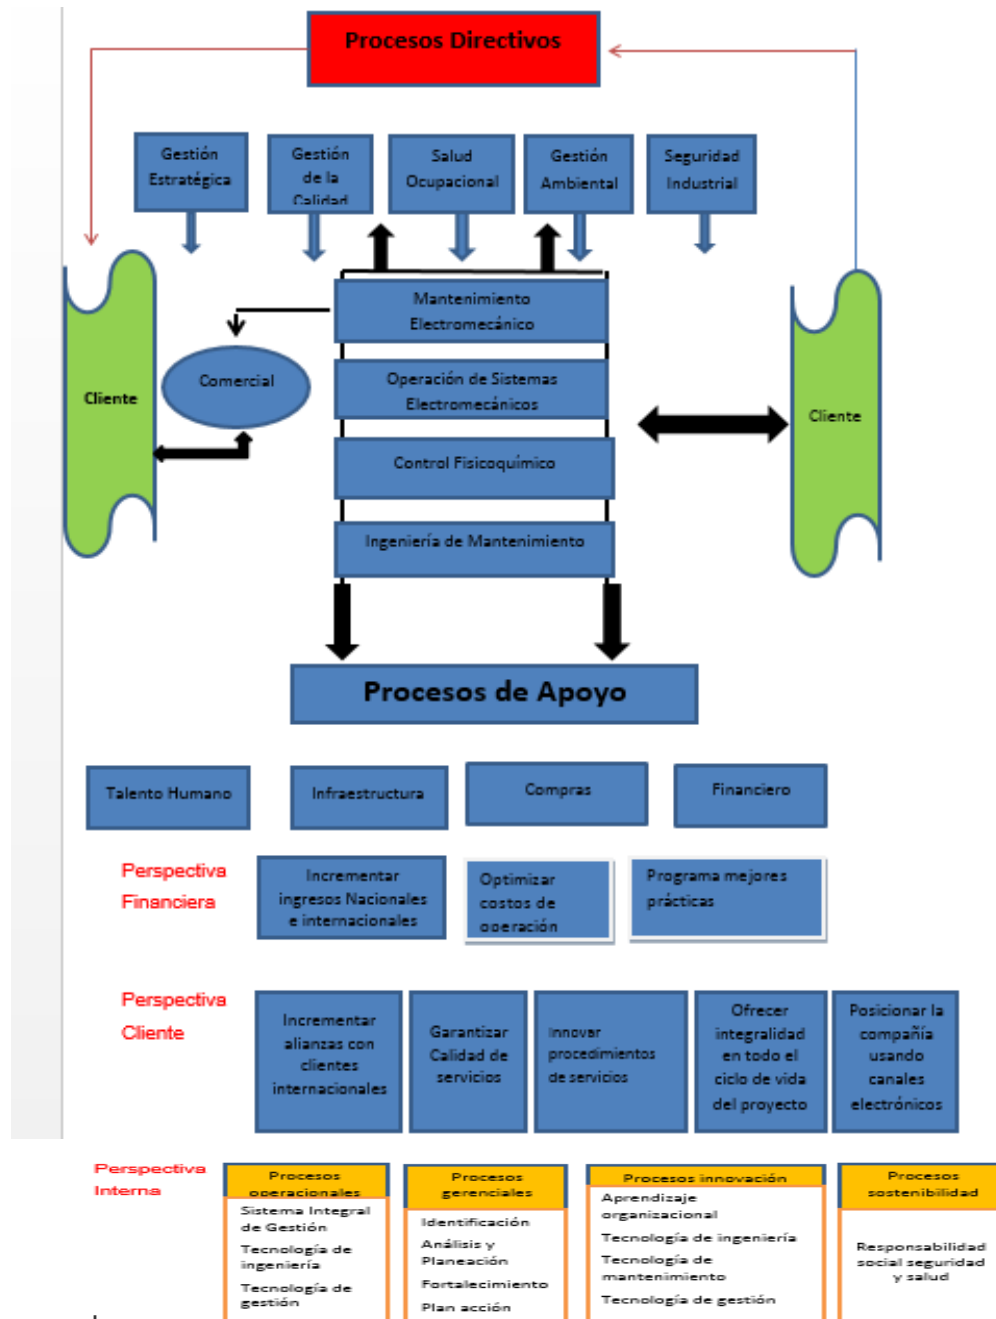 Procesos Directivos
Gestión
Estratégica
Gestión
de la
Calidad
Salud
Ocupacional
Gestión
Ambiental
Seguridad
Industrial
Mantenimiento
Electromecánico
Comercial
Operación de Sistemas
Electromecánicos
Cliente
Cliente
Control Fisicoquímico
Ingeniería de Mantenimiento
Procesos de Apoyo
Talento Humano
Infraestructura
Compras
Financiero
Perspectiva
Financiera
Incrementar
ingresos Nacionales
e internacionales
Optimizar
costos de
operación
Programa mejores
prácticas
Perspectiva
Cliente
Incrementar
alianzas con
clientes
internacionales
Garantizar
Calidad de
servicios
Innovar
procedimientos
de servicios
Ofrecer
integralidad
en todo el
ciclo de vida
del proyecto
Posicionar la
compañía
usando
canales
electrónicos
Perspectiva
Interna
Procesos
operacionales
Sistema Integral
de Gestión
Tecnología de
ingeniería
Tecnología de
gestión
Procesos
gerenciales
Identificación
Análisis y
Planeación
Fortalecimiento
Plan acción
Procesos innovación
Aprendizaje
organizacional
Tecnología de ingeniería
Tecnología de
mantenimiento
Tecnología de gestión
Procesos
sostenibilidad
Responsabilidad
social seguridad
y salud